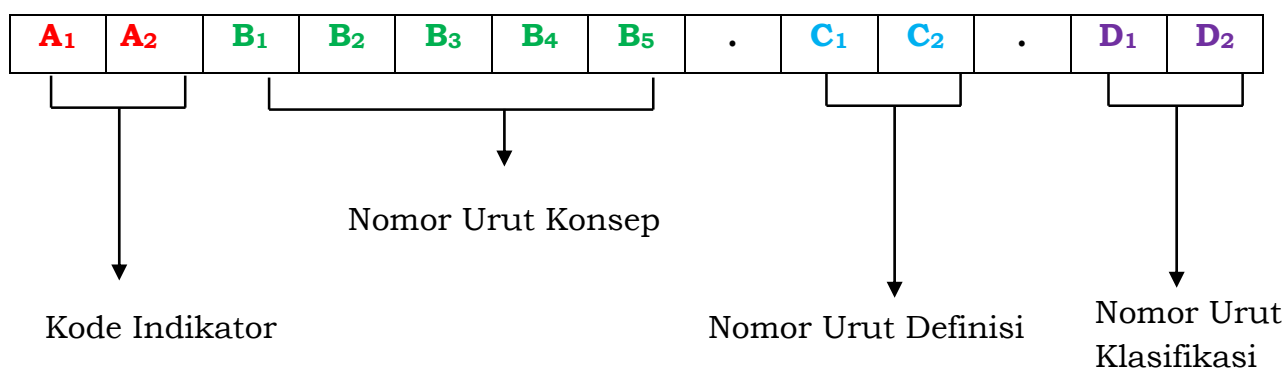 A₁ A₂ B₁ B₂ B₃ B₄ B₅ . C₁ C₂ . D₁ D₂
Nomor Urut Konsep
Kode Indikator
Nomor Urut Definisi
Nomor Urut
Klasifikasi